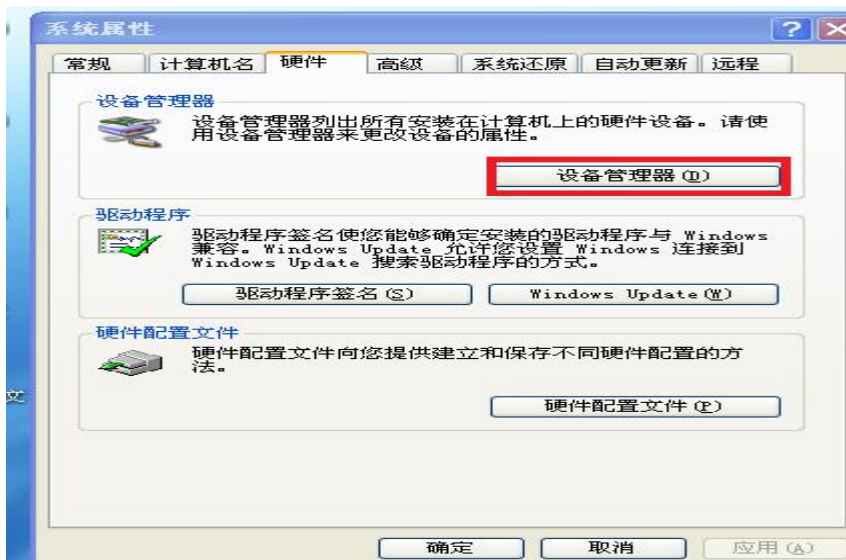 系统属性
常规 计算机名 硬件 高级 系统还原 自动更新 远程
设备管理器
设备管理器列出所有安装在计算机上的硬件设备。请使
用设备管理器来更改设备的属性。
设备管理器(D)
驱动程序
驱动程序签名使您能够确定安装的驱动程序与 Windows
兼容。Windows Update 允许您设置 Windows 连接到
Windows Update 搜索驱动程序的方式。
驱动程序签名(S) Windows Update(W)
硬件配置文件
硬件配置文件向您提供建立和保存不同硬件配置的方
法。
文
硬件配置文件(P)
确定 取消 应用(A)